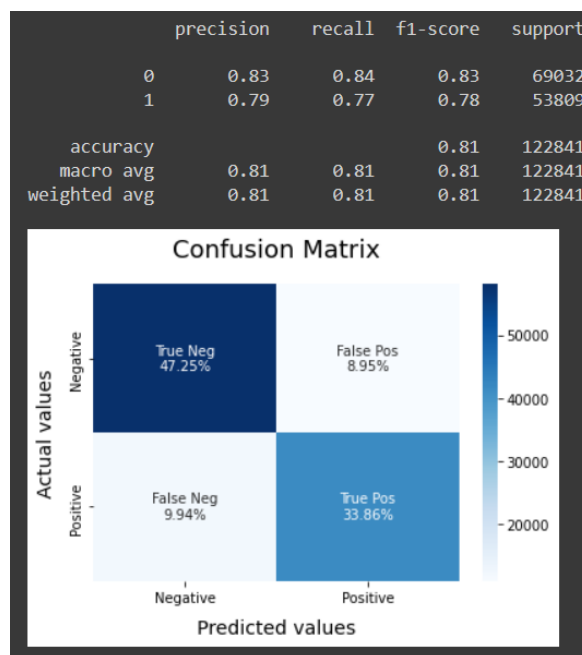 precision recall f1-score support
0 0.83 0.84 0.83 69032
1 0.79 0.77 0.78 53809
accuracy 0.81 122841
macro avg 0.81 0.81 0.81 122841
weighted avg 0.81 0.81 0.81 122841
Confusion Matrix
Actual values
Negative
Positive
True Neg
47.25%
False Pos
8.95%
False Neg
9.94%
True Pos
33.86%
50000
40000
30000
20000
Negative Positive
Predicted values